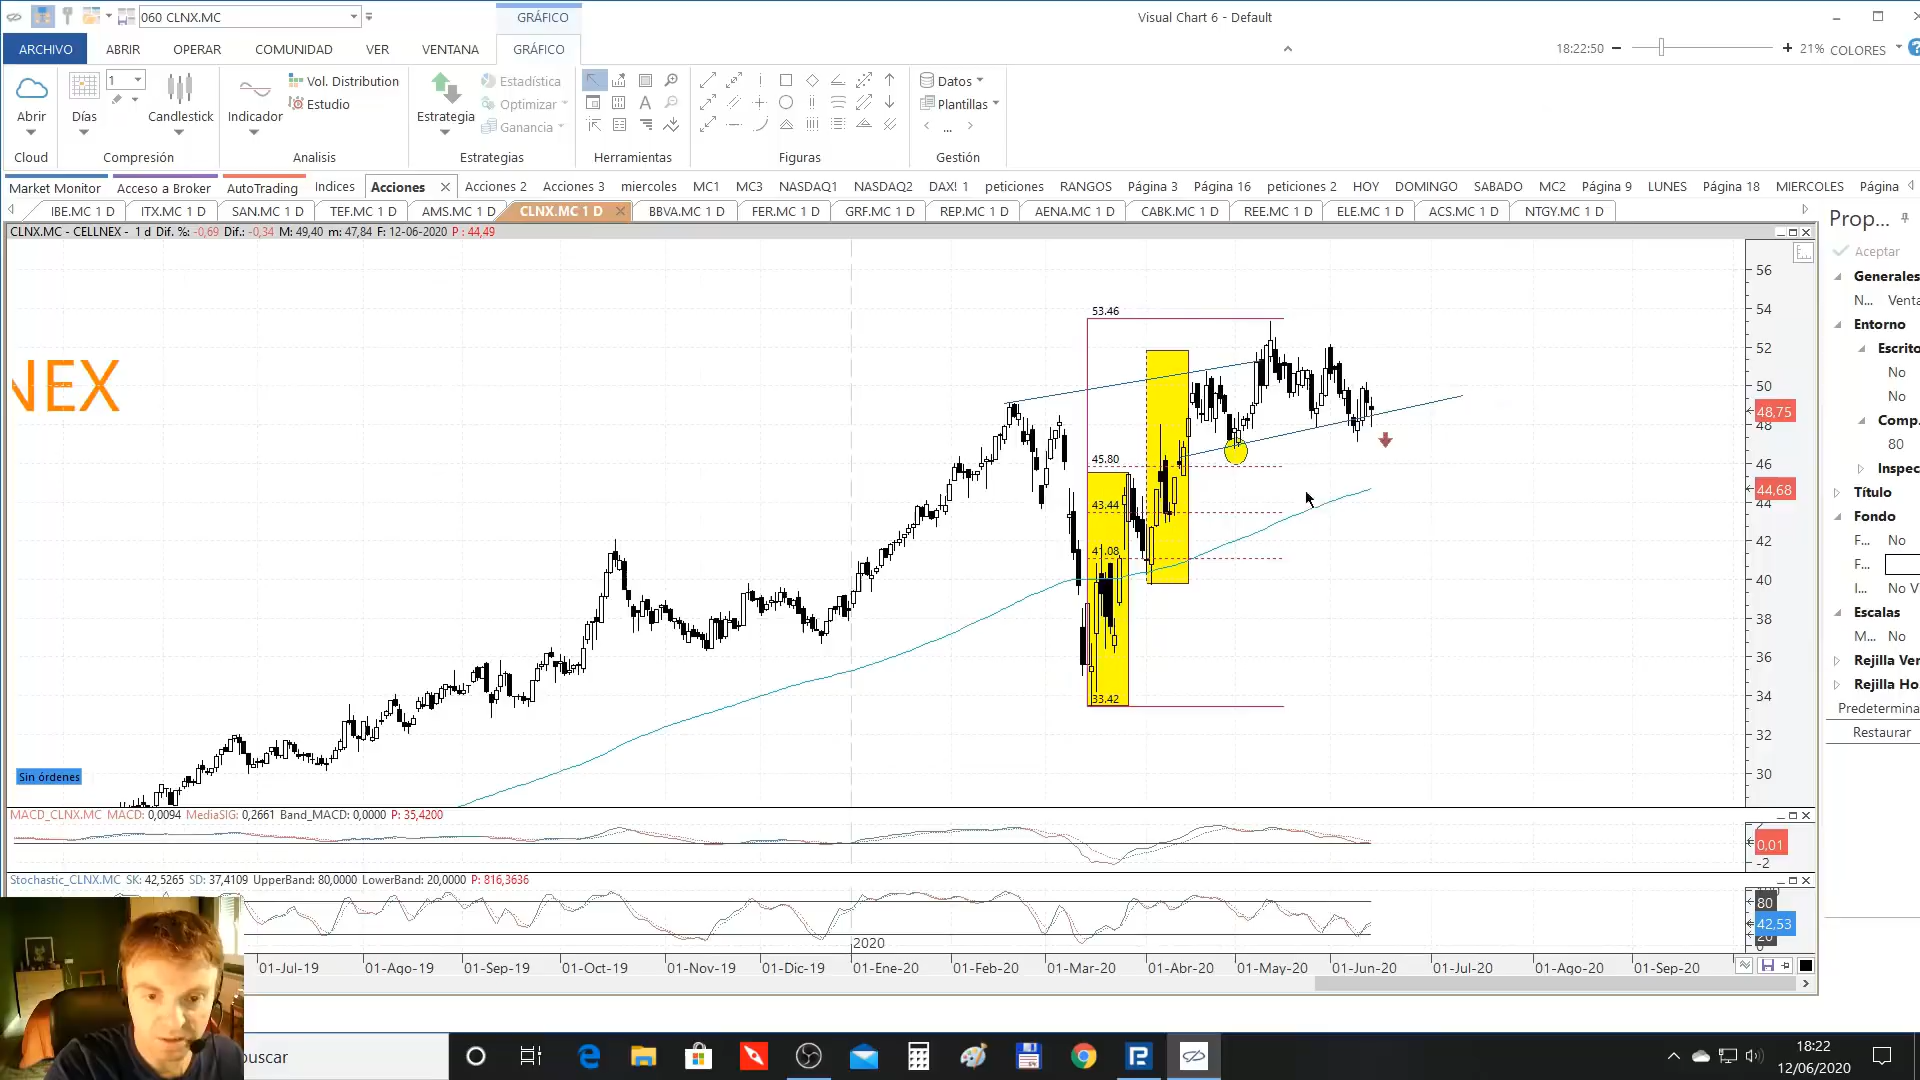 060 CLNX.MC
GRÁFICO
Visual Chart 6 - Default
ARCHIVO ABRIR OPERAR COMUNIDAD VER VENTANA GRÁFICO
18:22:50 21% COLORES
Abrir
Cloud
Días
1
Candlestick
Compresión
Indicador
Vol. Distribution
Estudio
Analisis
Estrategia
Estadística
Optimizar
Ganancia
Estrategias
Herramientas
Figuras
Datos
Plantillas
...
Gestión
Market Monitor Acceso a Broker AutoTrading Indices Acciones Acciones 2 Acciones 3 miercoles MC1 MC3 NASDAQ1 NASDAQ2 DAX! 1 peticiones RANGOS Página 3 Página 16 peticiones 2 HOY DOMINGO SABADO MC2 Página 9 LUNES Página 18 MIERCOLES Página
IBE.MC 1 D ITX.MC 1 D SAN.MC 1 D TEF.MC 1 D AMS.MC 1 D CLNX.MC 1 D BBVA.MC 1 D FER.MC 1 D GRF.MC 1 D REP.MC 1 D AENA.MC 1 D CABK.MC 1 D REE.MC 1 D ELE.MC 1 D ACS.MC 1 D NTGY.MC 1 D
CLNX.MC - CELLNEX - 1 d Dif. %: -0,69 Dif.: -0,34 M: 49,40 m: 47,84 F: 12-06-2020 P : 44,49
NEX
53.46
45.80
43.44
41.08
33.42
56
54
52
50
48,75
48
46
44,68
44
42
40
38
36
34
32
30
Sin órdenes
MACD_CLNX.MC MACD: 0,0094 MediaSIG: 0,2661 Band_MACD: 0,0000 P: 35,4200
0,01
-2
Stochastic_CLNX.MC SK: 42,5265 SD: 37,4109 UpperBand: 80,0000 LowerBand: 20,0000 P: 816,3636
80
42,53
20
2020
01-Jul-19 01-Ago-19 01-Sep-19 01-Oct-19 01-Nov-19 01-Dic-19 01-Ene-20 01-Feb-20 01-Mar-20 01-Abr-20 01-May-20 01-Jun-20 01-Jul-20 01-Ago-20 01-Sep-20
Prop...
Aceptar
Generales
N... Venta
Entorno
Escrito
No
No
Comp.
80
Inspec
Título
Fondo
F... No
F...
I... No V
Escalas
M... No
Rejilla Ver
Rejilla Ho
Predetermina
Restaurar
buscar
18:22
12/06/2020